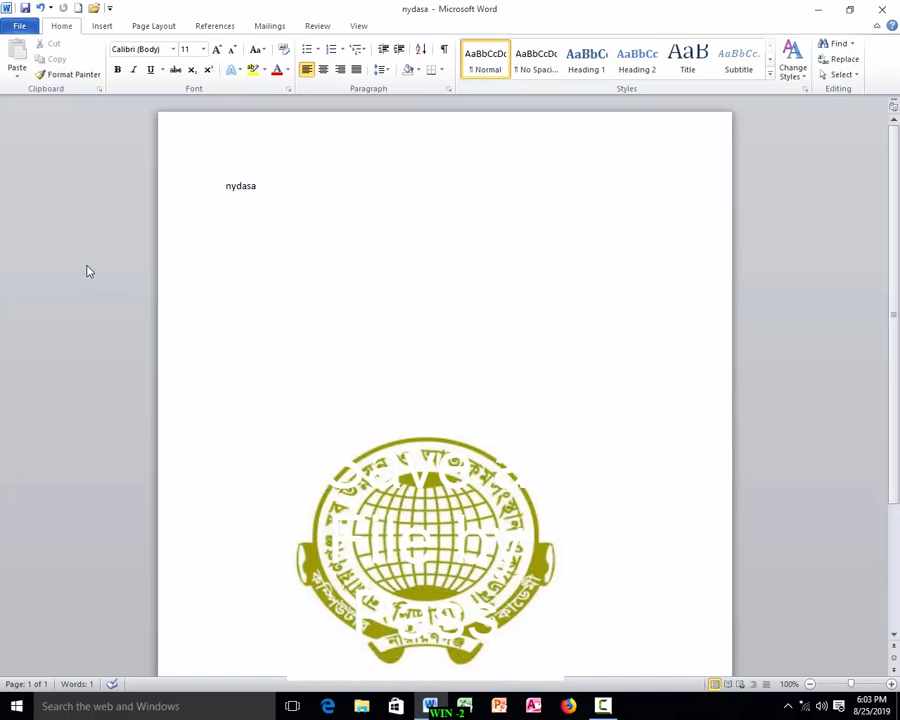 nydasa - Microsoft Word
File Home Insert Page Layout References Mailings Review View
Cut
Copy
Format Painter
Paste
Clipboard
Calibri (Body) 11
Font
Paragraph
AaBbCcDc AaBbCcDc AaBbCc AaBbCc AaB AaBbCc.
¶ Normal ¶ No Spaci... Heading 1 Heading 2 Title Subtitle
Change Styles
Styles
Find
Replace
Select
Editing
nydasa
Page: 1 of 1 Words: 1
100%
Search the web and Windows
WIN -2
6:03 PM
8/25/2019